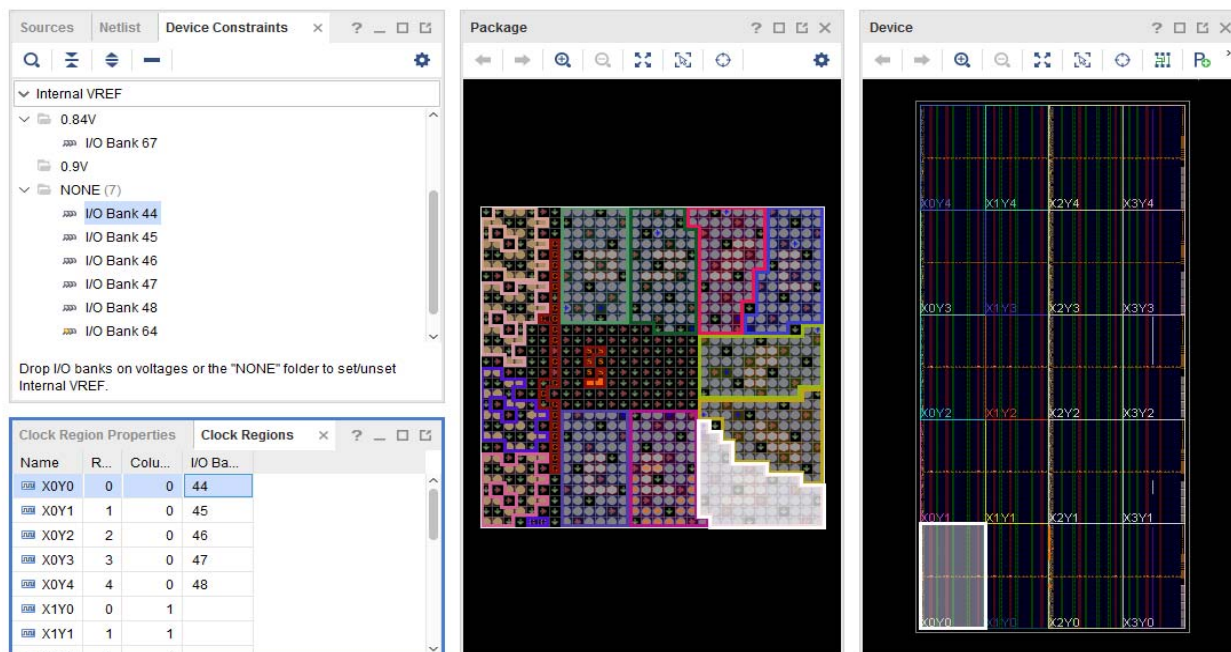 Sources Netlist Device Constraints × ?
Internal VREF
0.84V
I/O Bank 67
0.9V
NONE (7)
I/O Bank 44
I/O Bank 45
I/O Bank 46
I/O Bank 47
I/O Bank 48
I/O Bank 64
Drop I/O banks on voltages or the "NONE" folder to set/unset
Internal VREF.
Clock Region Properties Clock Regions × ?
Name R... Colu... I/O Ba...
X0Y0 0 0 44
X0Y1 1 0 45
X0Y2 2 0 46
X0Y3 3 0 47
X0Y4 4 0 48
X1Y0 0 1
X1Y1 1 1
Package ?
Device ?
X0Y4 X1Y4 X2Y4 X3Y4
X0Y3 X1Y3 X2Y3 X3Y3
X0Y2 X1Y2 X2Y2 X3Y2
X0Y1 X1Y1 X2Y1 X3Y1
X0Y0 X1Y0 X2Y0 X3Y0